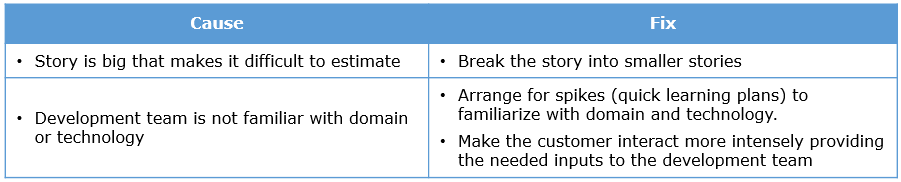 Cause
Fix
• Story is big that makes it difficult to estimate
• Break the story into smaller stories
• Development team is not familiar with domain
or technology
• Arrange for spikes (quick learning plans) to
familiarize with domain and technology.
• Make the customer interact more intensely providing
the needed inputs to the development team